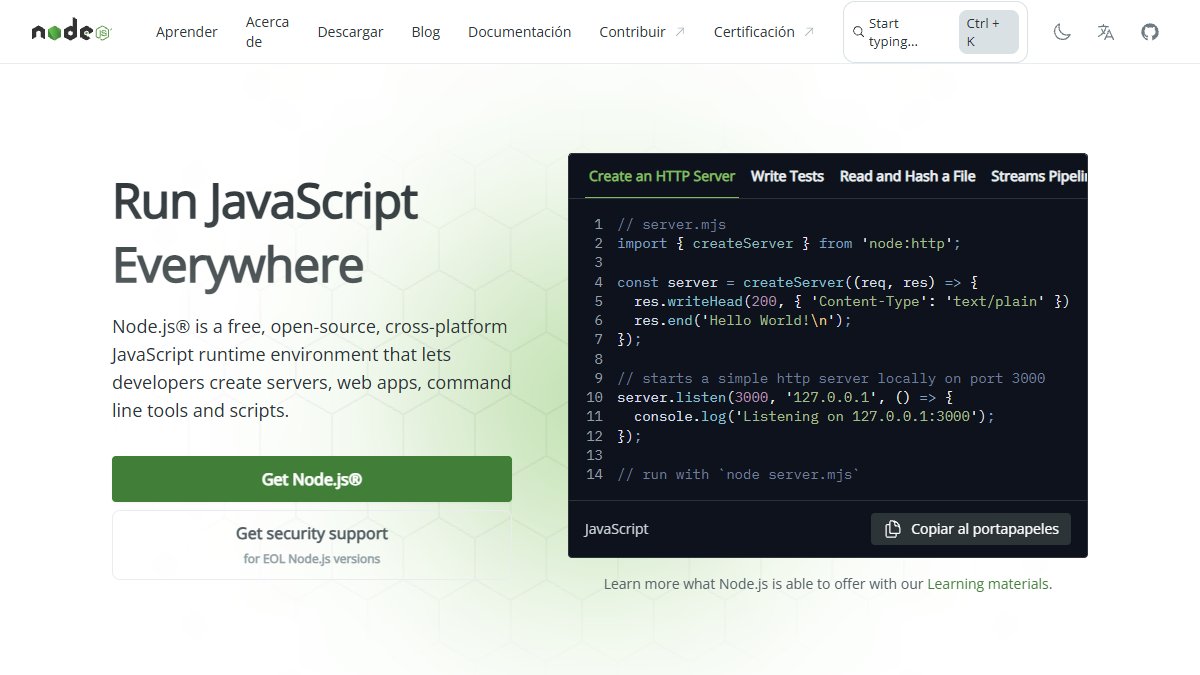 node JS
Aprender
Acerca
de
Descargar
Blog
Documentación
Contribuir
Certificación
Start
typing...
Ctrl +
K
Run JavaScript
Everywhere
Node.js® is a free, open-source, cross-platform
JavaScript runtime environment that lets
developers create servers, web apps, command
line tools and scripts.
Get Node.js®
Get security support
for EOL Node.js versions
Create an HTTP Server Write Tests Read and Hash a File Streams Pipelin
1 // server.mjs
2 import { createServer } from 'node:http';
3
4 const server = createServer((req, res) => {
5   res.writeHead(200, { 'Content-Type': 'text/plain' })
6   res.end('Hello World!\n');
7 });
8
9 // starts a simple http server locally on port 3000
10 server.listen(3000, '127.0.0.1', () => {
11   console.log('Listening on 127.0.0.1:3000');
12 });
13
14 // run with `node server.mjs`
JavaScript
Copiar al portapapeles
Learn more what Node.js is able to offer with our Learning materials.